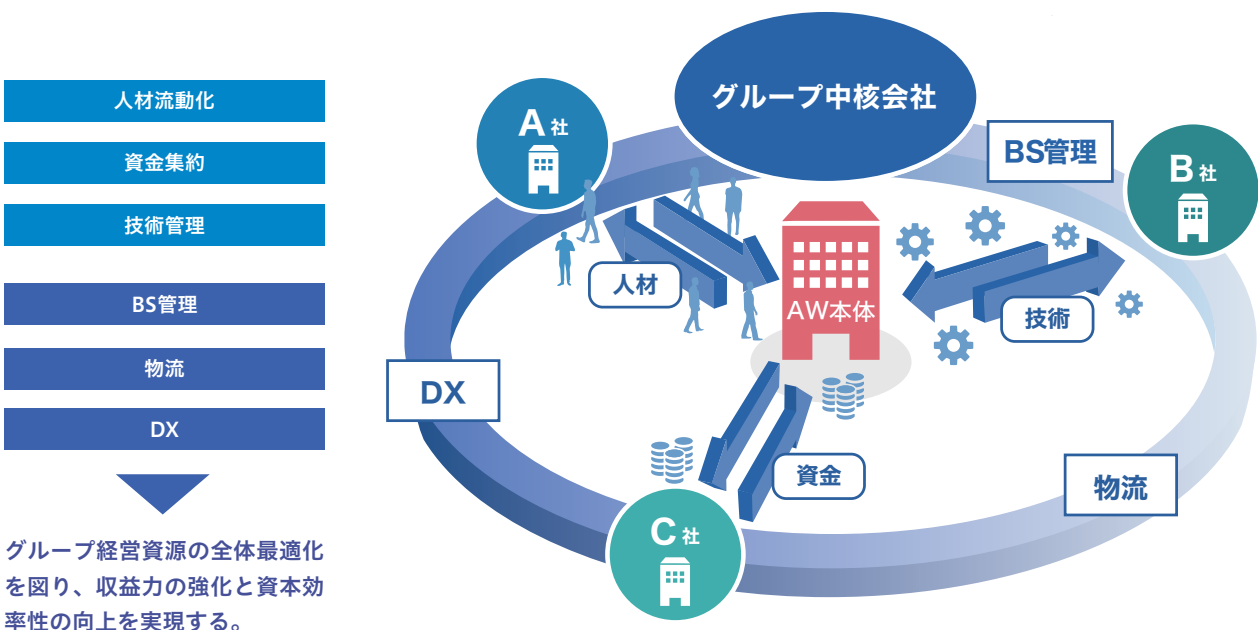 人材流動化
資金集約
技術管理
BS管理
物流
DX
グループ経営資源の全体最適化
を図り、収益力の強化と資本効
率性の向上を実現する。
グループ中核会社
A社
BS管理
B社
人材
AW本体
技術
DX
資金
物流
C社